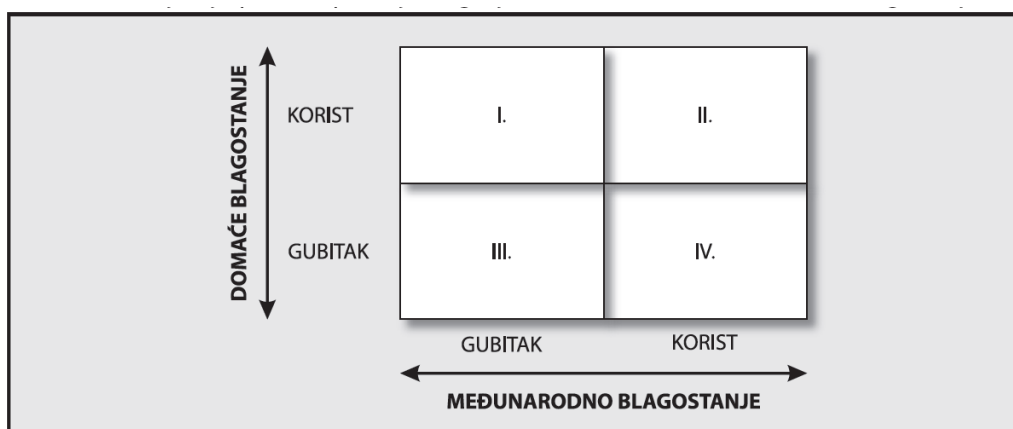 DOMAĆE BLAGOSTANJE
KORIST
I.
II.
GUBITAK
III.
IV.
GUBITAK
KORIST
MEĐUNARODNO BLAGOSTANJE